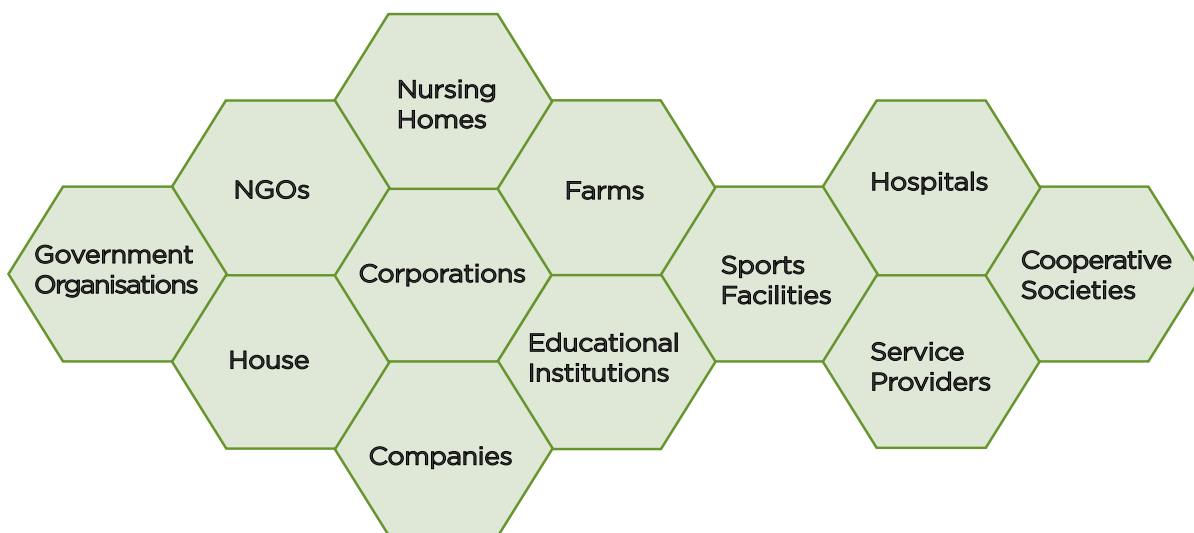 Nursing
Homes
NGOs
Farms
Hospitals
Government
Organisations
Corporations
Sports
Facilities
Cooperative
Societies
House
Educational
Institutions
Service
Providers
Companies